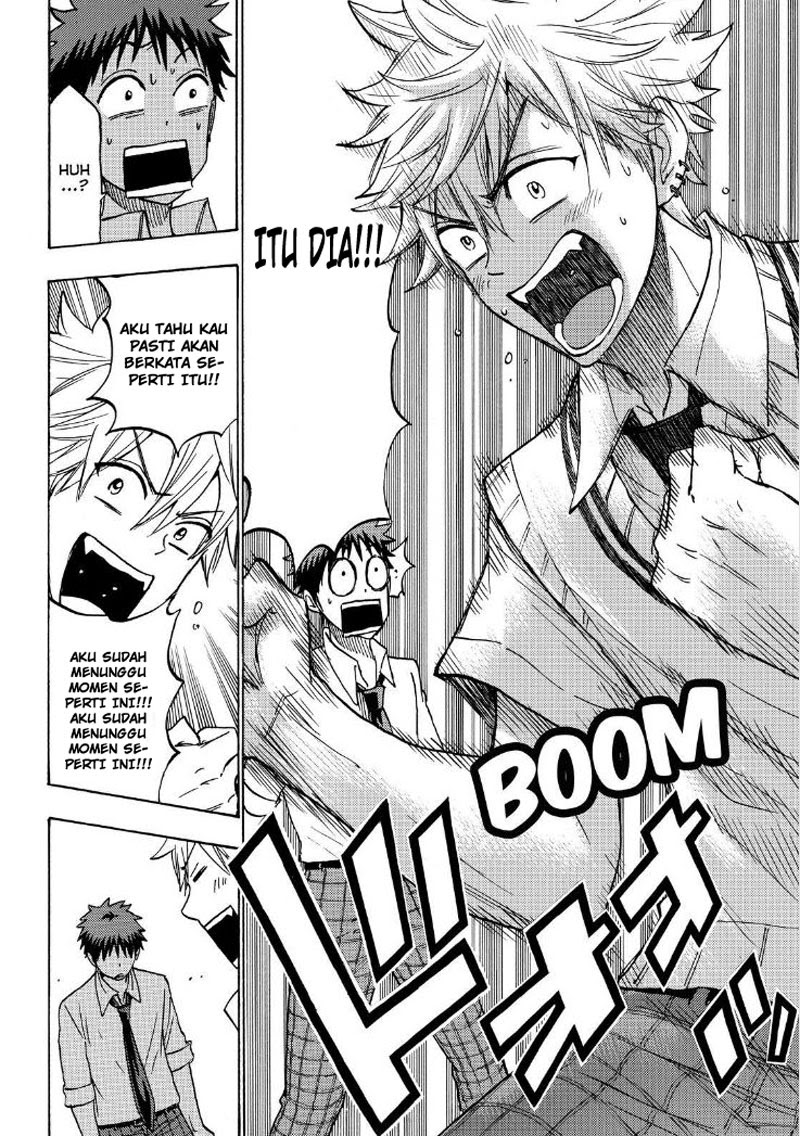 ITU DIA!!!
BOOM
ドオオ
HUH
...?
AKU TAHU KAU
PASTI AKAN
BERKATA SE-
PERTI ITU!!
AKU SUDAH
MENUNGGU
MOMEN SE-
PERTI INI!!!
AKU SUDAH
MENUNGGU
MOMEN SE-
PERTI INI!!!